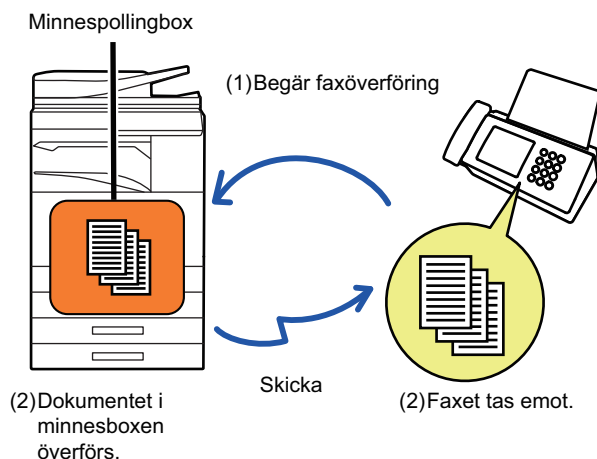 Minnespollingbox
(1)Begär faxöverföring
Skicka
(2)Dokumentet i
minnesboxen
överförs.
(2)Faxet tas emot.